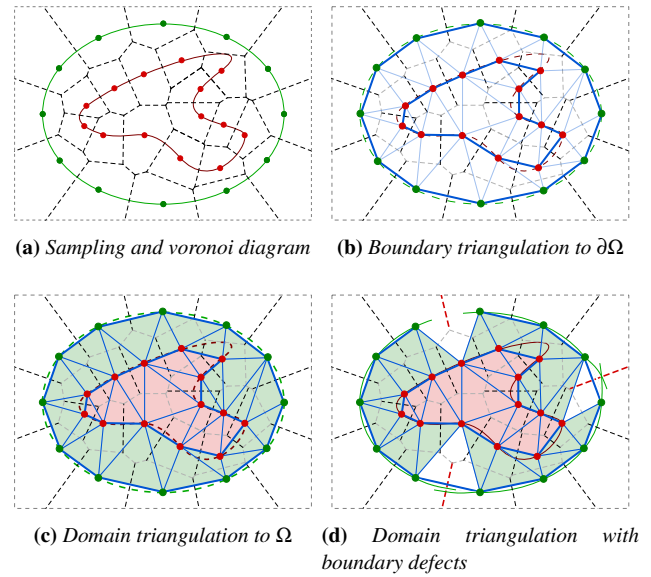 (a) Sampling and voronoi diagram
(b) Boundary triangulation to ∂Ω
(c) Domain triangulation to Ω
(d) Domain triangulation with
boundary defects